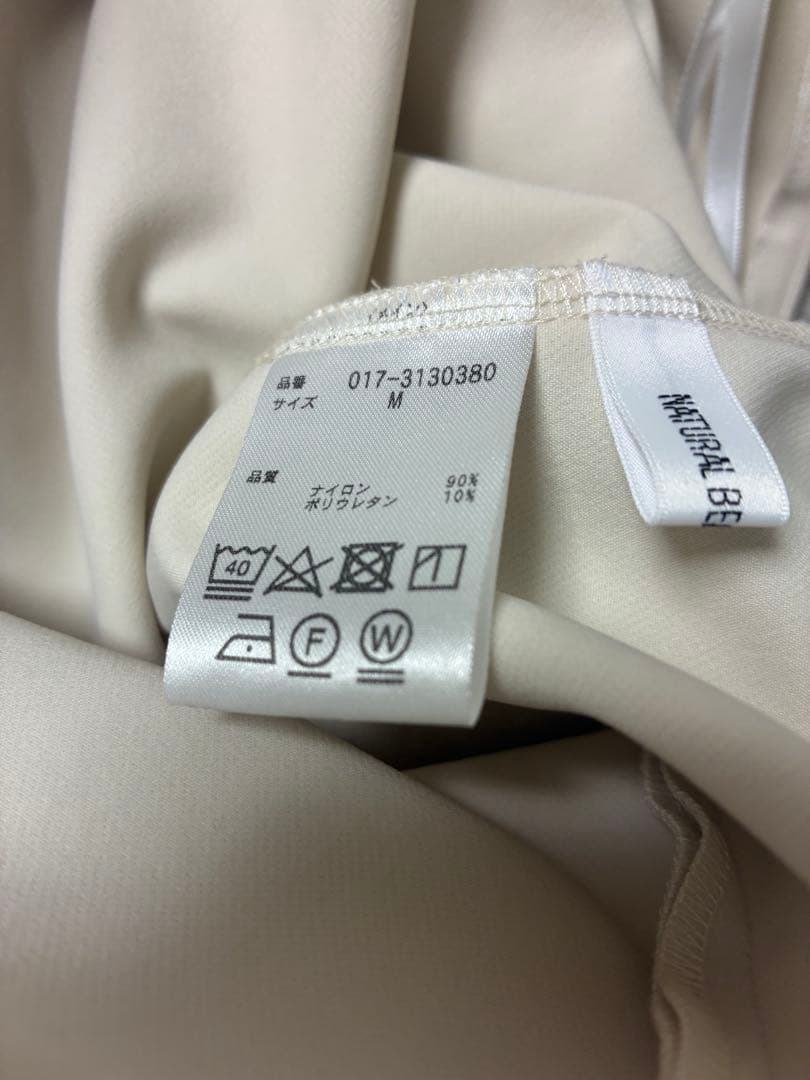 品番 017-3130380
サイズ M
品質 ナイロン 90%
ポリウレタン 10%
40
F W
NATURAL BE